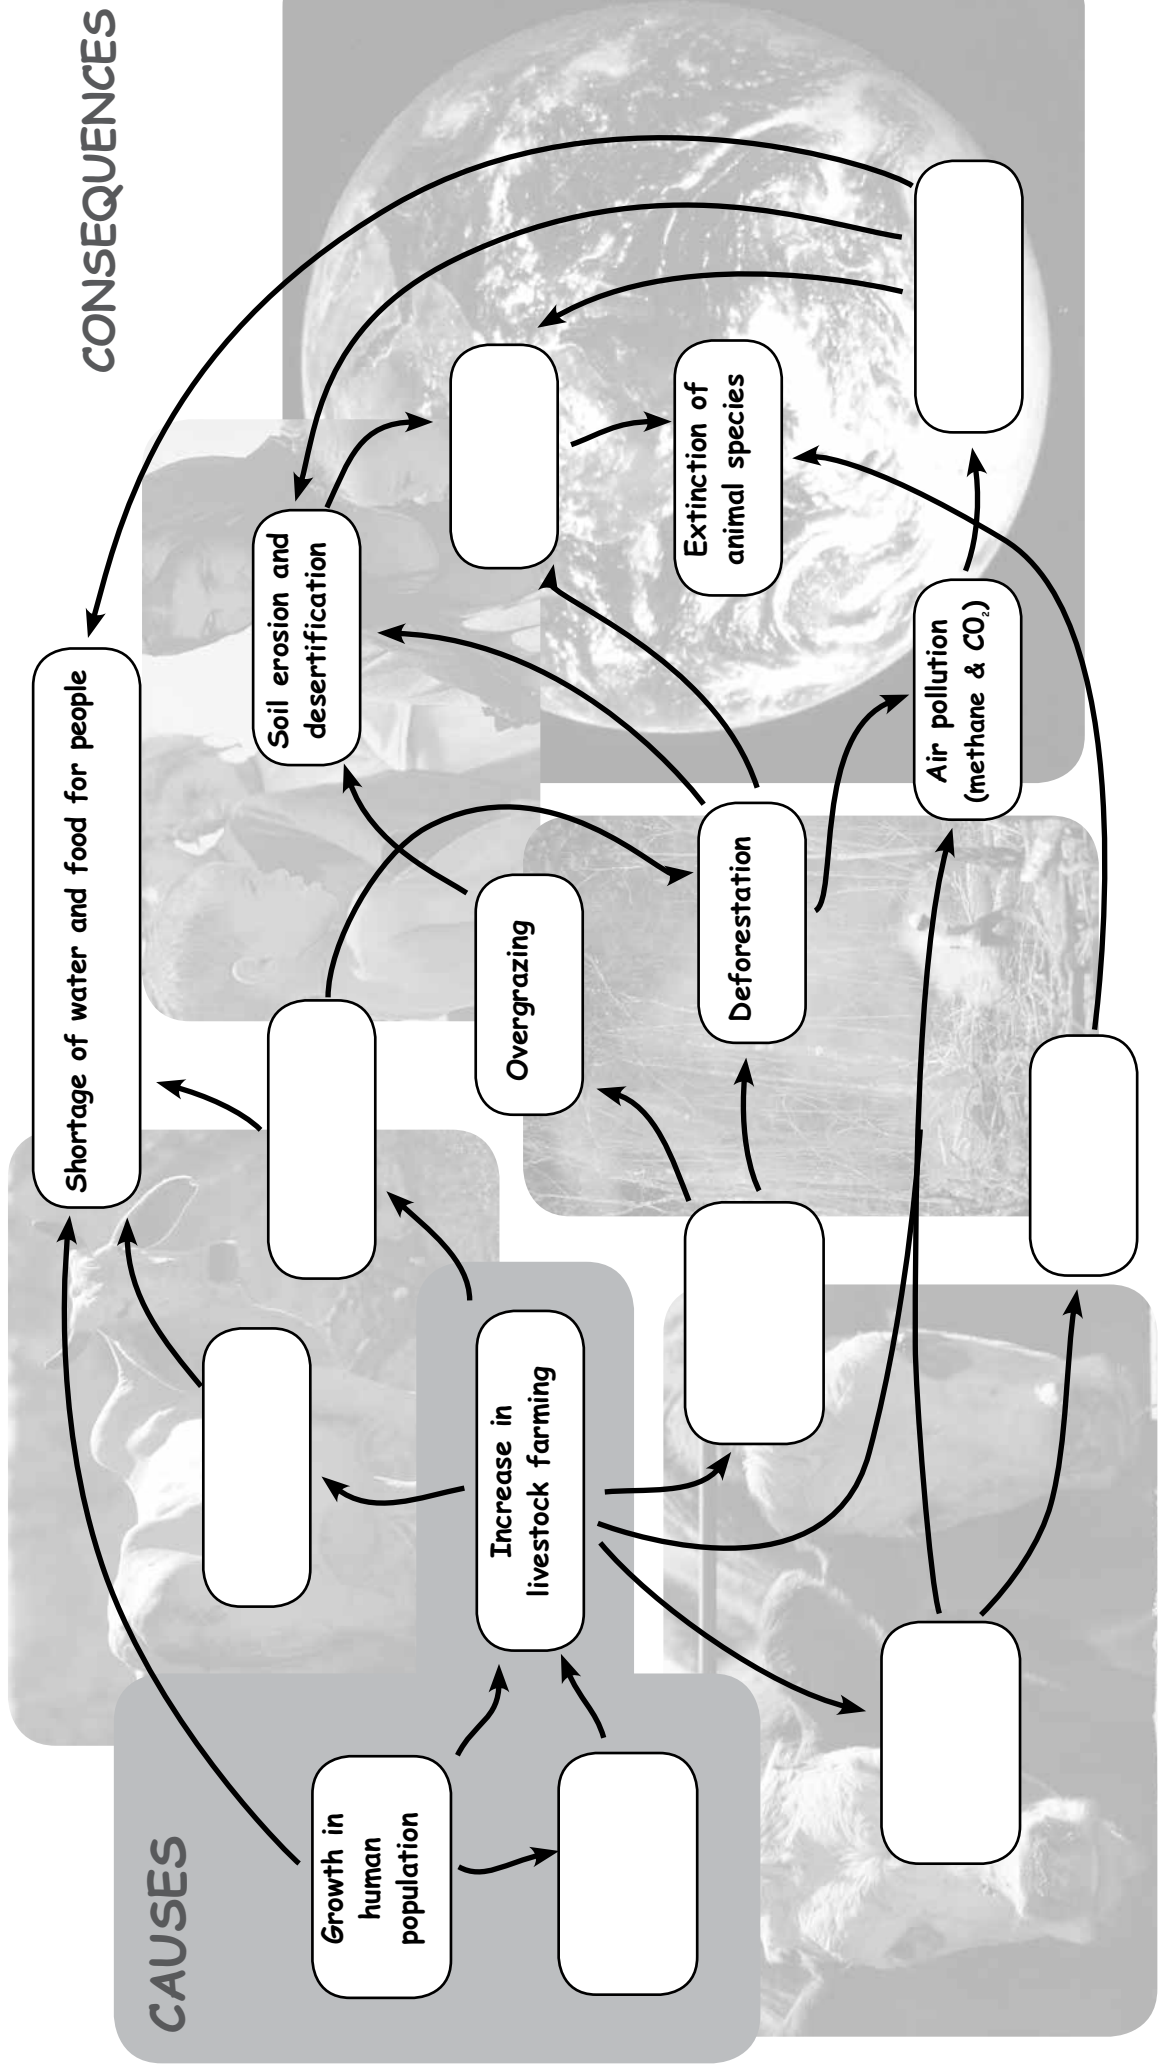 CAUSES
CONSEQUENCES
Shortage of water and food for people
Soil erosion and
desertification
Growth in
human
population
Increase in
livestock farming
Overgrazing
Extinction of
animal species
Deforestation
Air pollution
(methane & CO₂)